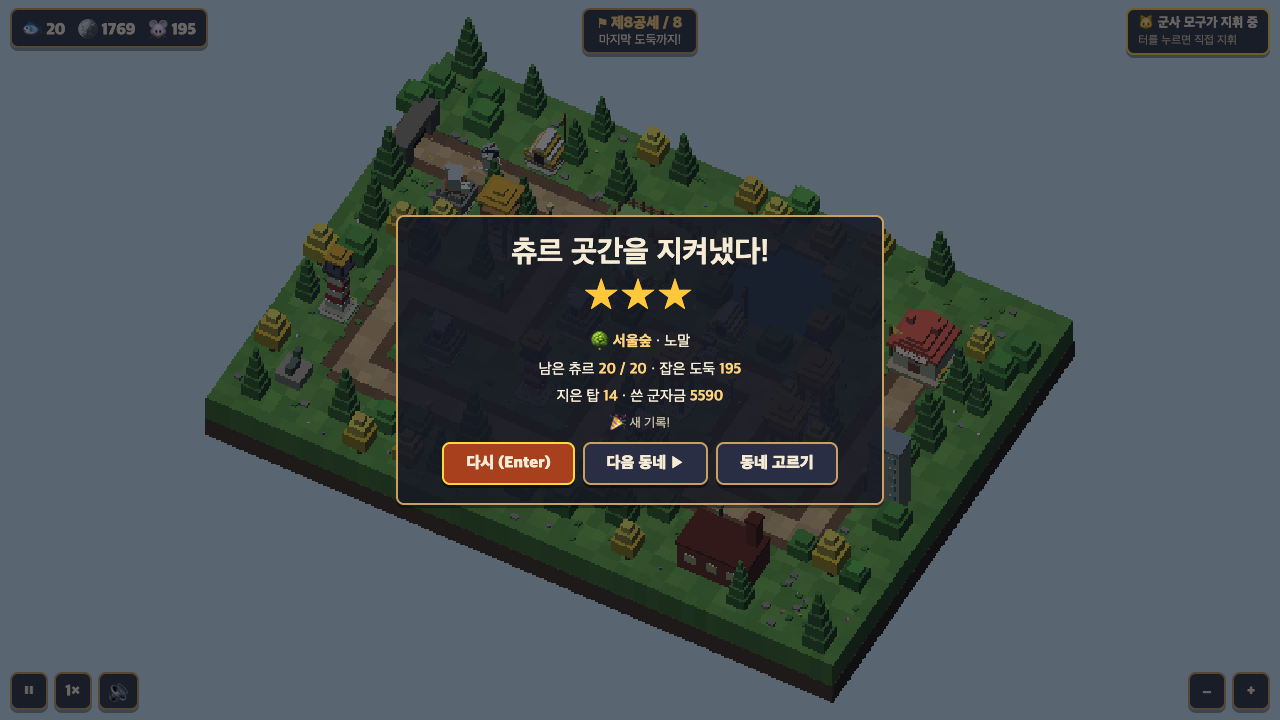 20 1769 195
제8공세 / 8
마지막 도둑까지!
군사 모구가 지휘 중
터를 누르면 직접 지휘
츄르 곳간을 지켜냈다!
서울숲 · 노말
남은 츄르 20 / 20 · 잡은 도둑 195
지은 탑 14 · 쓴 군자금 5590
새 기록!
다시 (Enter)
다음 동네 ▶
동네 고르기
1×
− +